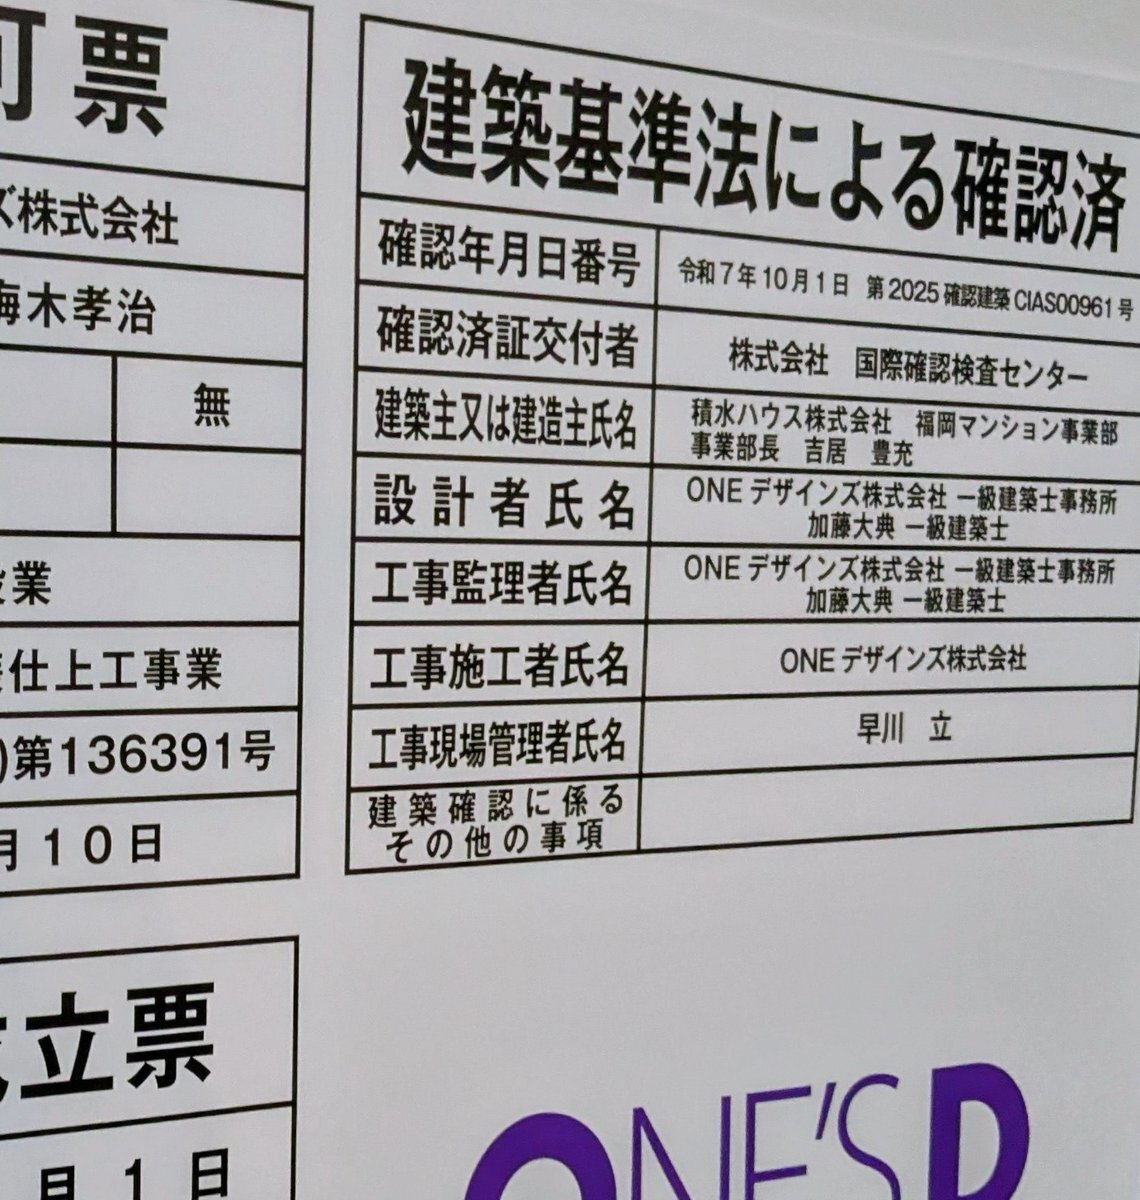 可票
ズ株式会社
海木孝治
無
設業
装仕上工事業
)第136391号
月10日
成立票
月1日
建築基準法による確認済
確認年月日番号
令和7年10月1日 第2025確認建築CIAS00961号
確認済証交付者
株式会社 国際確認検査センター
建築主又は建造主氏名
積水ハウス株式会社 福岡マンション事業部
事業部長 吉居 豊充
設計者氏名
ONEデザインズ株式会社 一級建築士事務所
加藤大典 一級建築士
工事監理者氏名
ONEデザインズ株式会社 一級建築士事務所
加藤大典 一級建築士
工事施工者氏名
ONEデザインズ株式会社
工事現場管理者氏名
早川 立
建築確認に係る
その他の事項
ONE'S D